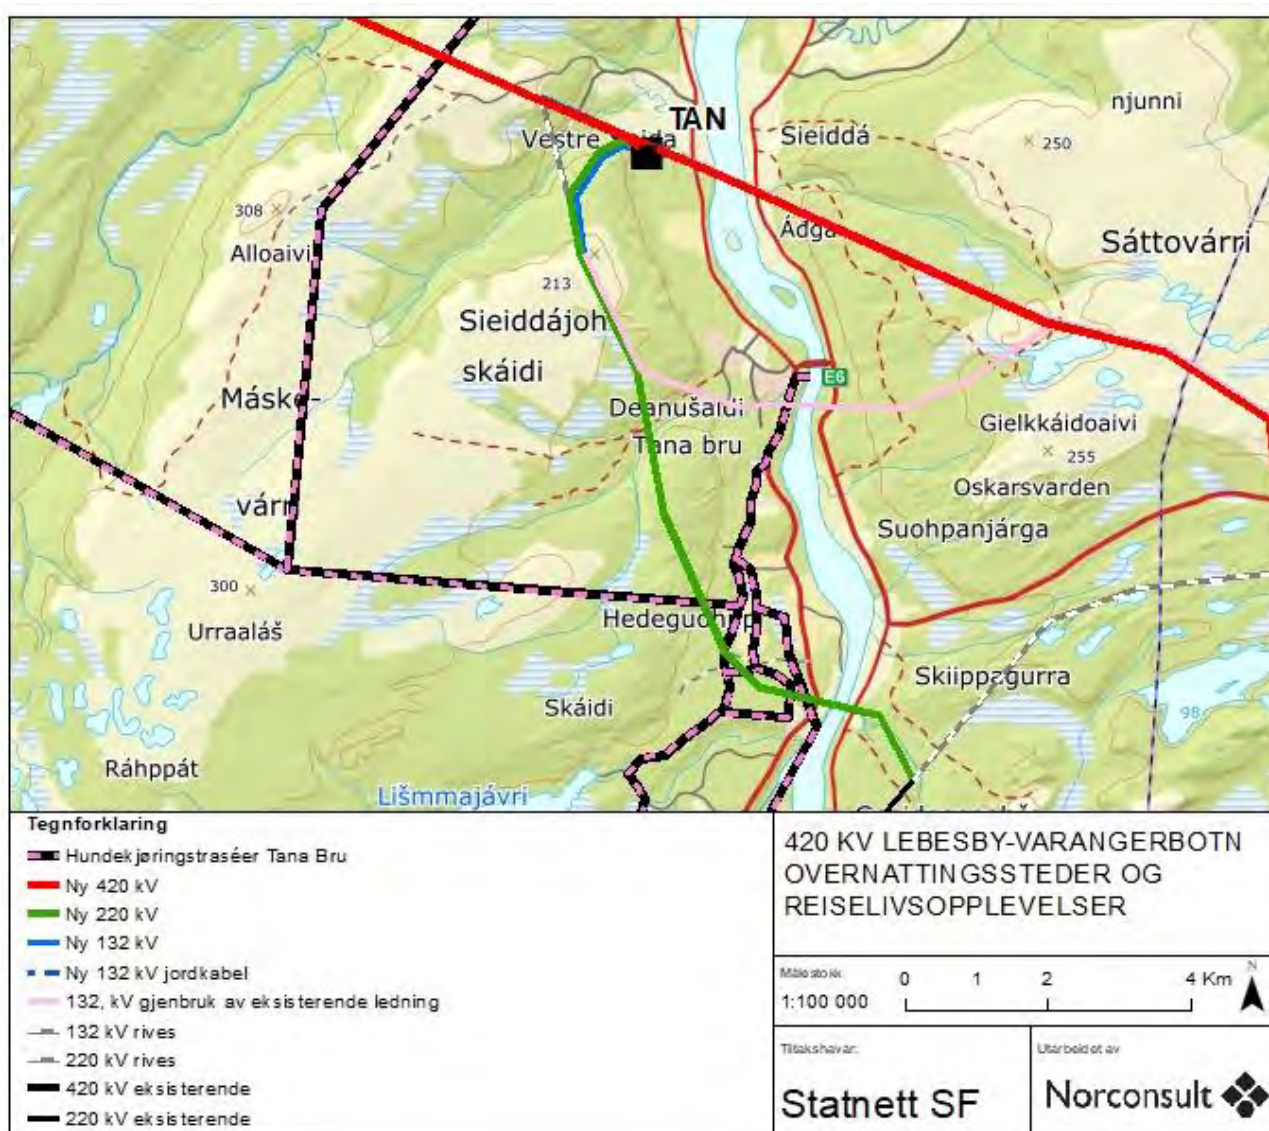 njunni
TAN
250
Sieiddá
Vestre
308
Sáttovárri
Alloaivi
213
Sieiddájoh
skáidi
E6
Máske-
Deanušaldi
Gielkkáidoaivi
Tana bru
255
Oskarsvarden
várri
Suohpanjárga
300
Urraaláš
Skiippagurra
Skáidi
98
Ráhppát
Lišmmajávri
Tegnforklaring
Hundekjøringstraséer Tana Bru
Ny 420 kV
Ny 220 kV
Ny 132 kV
Ny 132 kV jordkabel
132, kV gjenbruk av eksisterende ledning
132 kV rives
220 kV rives
420 kV eksisterende
220 kV eksisterende
420 KV LEBESBY-VARANGERBOTN
OVERNATTINGSSTEDER OG
REISELIVSOPPLEVELSER
Målestokk
1:100 000
0 1 2 4 Km
N
Tiltakshaver:
Statnett SF
Utarbeidet av
Norconsult